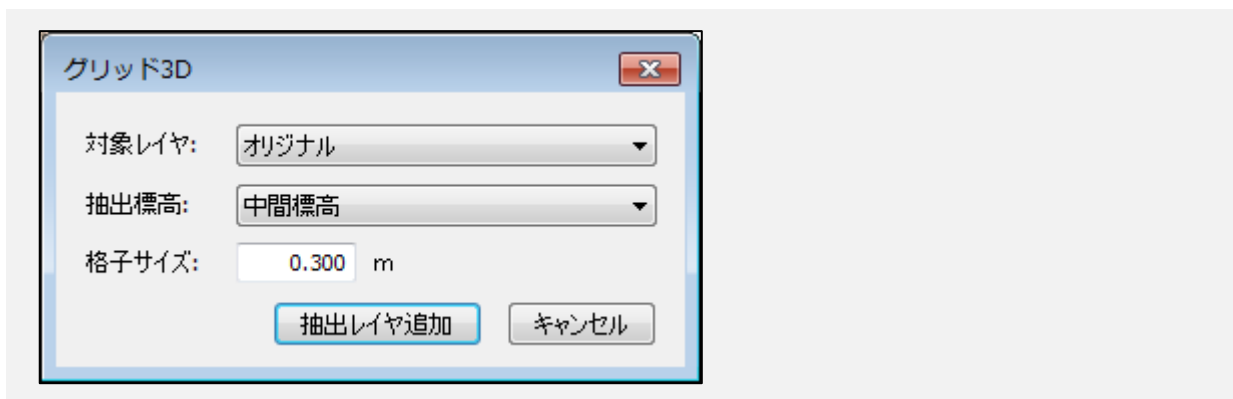 グリッド3D
対象レイヤ: オリジナル
抽出標高: 中間標高
格子サイズ: 0.300 m
抽出レイヤ追加 キャンセル